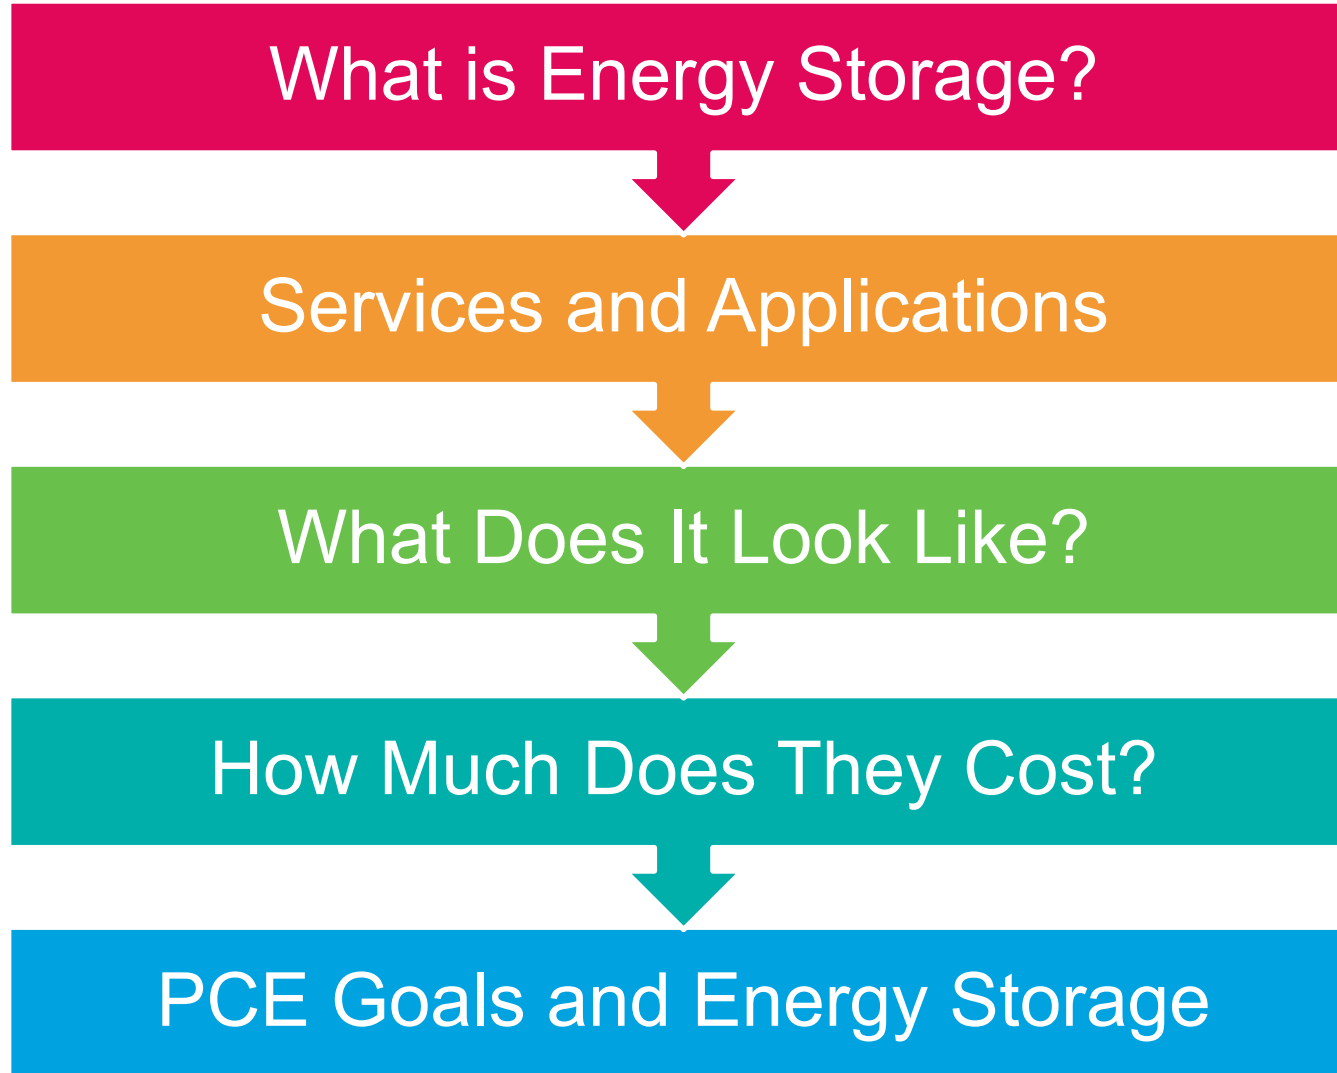 What is Energy Storage?
Services and Applications
What Does It Look Like?
How Much Does They Cost?
PCE Goals and Energy Storage